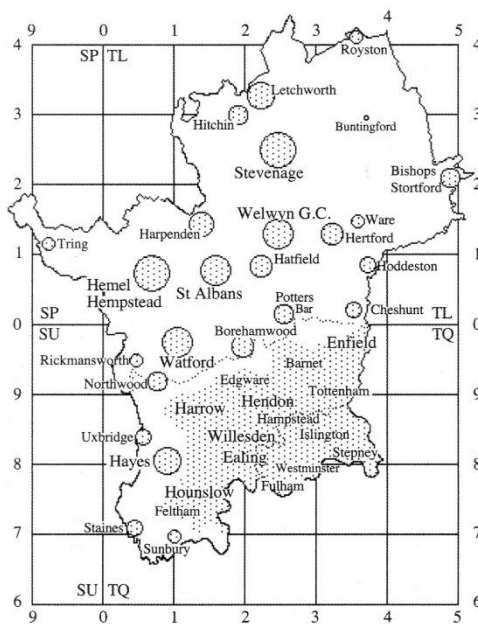 9 0 1 2 3 4 5
4 SP TL Royston 4
Letchworth
Hitchin
3 Buntingford 3
Stevenage
Bishops
Stortford
2 2
Welwyn G.C. Ware
Harpenden Hertford
Tring
1 Hatfield Hoddeston 1
Hemel
Hempstead
St Albans
Potters
Bar
Cheshunt
SP TL
0 Borehamwood 0
SU Enfield TQ
Watford
Rickmansworth Barnet
Northwood Edgware
9 Tottenham 9
Harrow Hendon
Hampstead
Uxbridge Willesden Islington
Stepney
8 Hayes Ealing 8
Westminster
Hounslow Fulham
Feltham
Staines
7 7
Sunbury
SU TQ
6 6
9 0 1 2 3 4 5